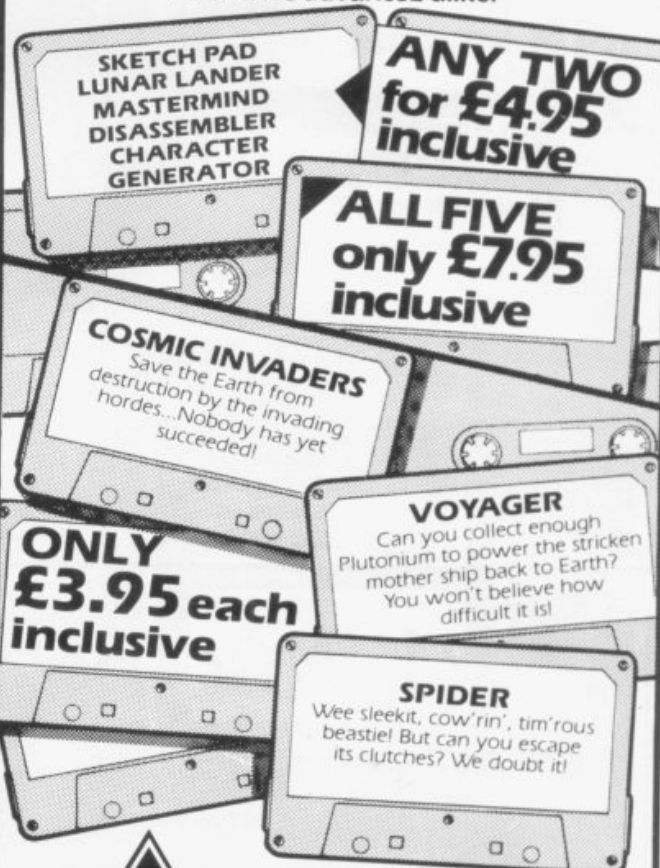 SKETCH PAD
LUNAR LANDER
MASTERMIND
DISASSEMBLER
CHARACTER
GENERATOR
ANY TWO
for £4.95
inclusive
ALL FIVE
only £7.95
inclusive
COSMIC INVADERS
Save the Earth from
destruction by the invading
hordes...Nobody has yet
succeeded!
VOYAGER
Can you collect enough
Plutonium to power the stricken
mother ship back to Earth?
You won't believe how
difficult it is!
ONLY
£3.95 each
inclusive
SPIDER
Wee sleekit, cow'rin', tim'rous
beastie! But can you escape
its clutches? We doubt it!